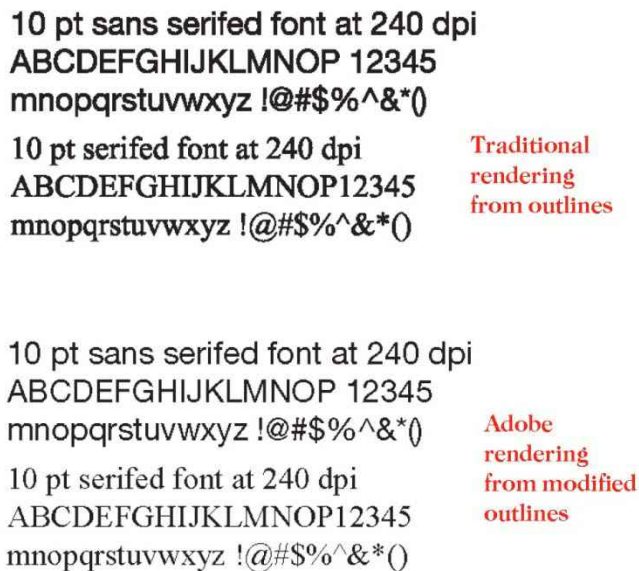 10 pt sans serifed font at 240 dpi
ABCDEFGHIJKLMNOP 12345
mnopqrstuvwxyz !@#$%^&*()
10 pt serifed font at 240 dpi
ABCDEFGHIJKLMNOP12345
mnopqrstuvwxyz !@#$%^&*()
Traditional
rendering
from outlines
10 pt sans serifed font at 240 dpi
ABCDEFGHIJKLMNOP 12345
mnopqrstuvwxyz !@#$%^&*()
10 pt serifed font at 240 dpi
ABCDEFGHIJKLMNOP12345
mnopqrstuvwxyz !@#$%^&*()
Adobe
rendering
from modified
outlines